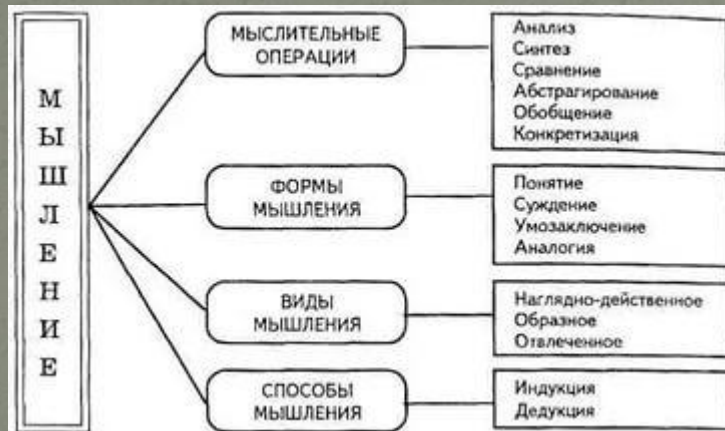 МЫШЛЕНИЕ
МЫСЛИТЕЛЬНЫЕ
ОПЕРАЦИИ
Анализ
Синтез
Сравнение
Абстрагирование
Обобщение
Конкретизация
ФОРМЫ
МЫШЛЕНИЯ
Понятие
Суждение
Умозаключение
Аналогия
ВИДЫ
МЫШЛЕНИЯ
Наглядно-действенное
Образное
Отвлеченное
СПОСОБЫ
МЫШЛЕНИЯ
Индукция
Дедукция